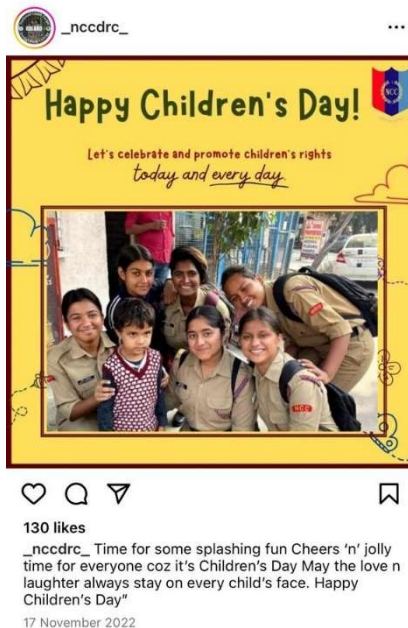 _nccdrc_
Happy Children's Day!
NCC
Let's celebrate and promote children's rights
today and every day.
NCC
130 likes
_nccdrc_ Time for some splashing fun Cheers 'n' jolly
time for everyone coz it's Children's Day May the love n
laughter always stay on every child's face. Happy
Children's Day"
17 November 2022